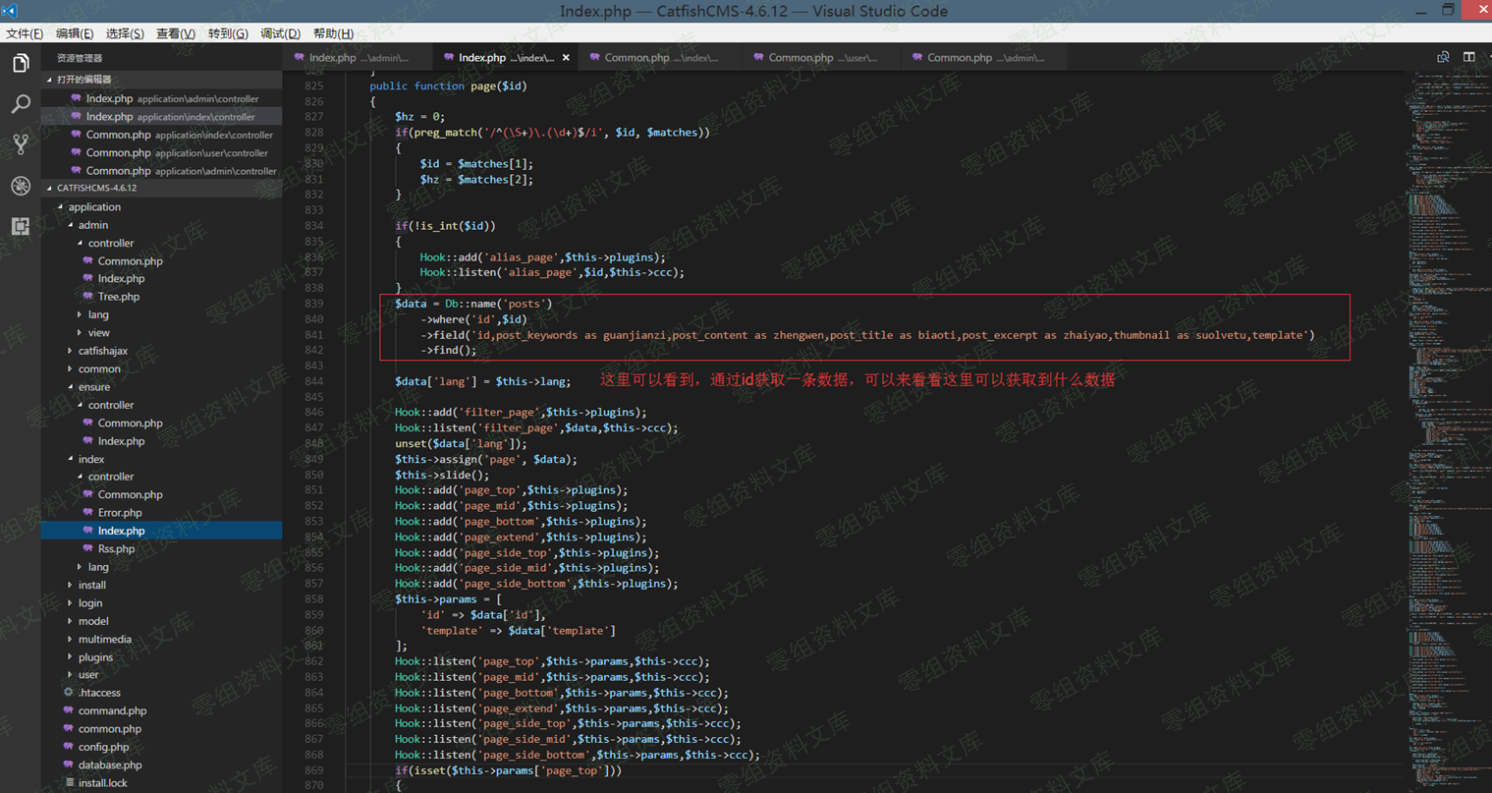 Index.php — CatfishCMS-4.6.12 — Visual Studio Code
文件(F) 编辑(E) 选择(S) 查看(V) 转到(G) 调试(D) 帮助(H)
资源管理器
Index.php ...\admin\...
Index.php ...\index\...
Common.php ...\index\...
Common.php ...\user\...
Common.php ...\admin\...
打开的编辑器
Index.php application\admin\controller
Index.php application\index\controller
Common.php application\index\controller
Common.php application\user\controller
Common.php application\admin\controller
CATFISHCMS-4.6.12
application
admin
controller
Common.php
Index.php
Tree.php
lang
view
catfishajax
common
ensure
controller
Common.php
Index.php
index
controller
Common.php
Error.php
Index.php
Rss.php
lang
install
login
model
multimedia
plugins
user
.htaccess
command.php
common.php
config.php
database.php
install.lock
824 }
825 public function page($id)
826 {
827 $hz = 0;
828 if(preg_match('/^(\S+)\.(\d+)$/i', $id, $matches))
829 {
830 $id = $matches[1];
831 $hz = $matches[2];
832 }
833
834 if(!is_int($id))
835 {
836 Hook::add('alias_page',$this->plugins);
837 Hook::listen('alias_page',$id,$this->ccc);
838 }
839 $data = Db::name('posts')
840 ->where('id',$id)
841 ->field('id,post_keywords as guanjianzi,post_content as zhengwen,post_title as biaoti,post_excerpt as zhaiyao,thumbnail as suolvetu,template')
842 ->find();
843
844 $data['lang'] = $this->lang; 这里可以看到，通过id获取一条数据，可以来看看这里可以获取到什么数据
845
846 Hook::add('filter_page',$this->plugins);
847 Hook::listen('filter_page',$data,$this->ccc);
848 unset($data['lang']);
849 $this->assign('page', $data);
850 $this->slide();
851 Hook::add('page_top',$this->plugins);
852 Hook::add('page_mid',$this->plugins);
853 Hook::add('page_bottom',$this->plugins);
854 Hook::add('page_extend',$this->plugins);
855 Hook::add('page_side_top',$this->plugins);
856 Hook::add('page_side_mid',$this->plugins);
857 Hook::add('page_side_bottom',$this->plugins);
858 $this->params = [
859 'id' => $data['id'],
860 'template' => $data['template']
861 ];
862 Hook::listen('page_top',$this->params,$this->ccc);
863 Hook::listen('page_mid',$this->params,$this->ccc);
864 Hook::listen('page_bottom',$this->params,$this->ccc);
865 Hook::listen('page_extend',$this->params,$this->ccc);
866 Hook::listen('page_side_top',$this->params,$this->ccc);
867 Hook::listen('page_side_mid',$this->params,$this->ccc);
868 Hook::listen('page_side_bottom',$this->params,$this->ccc);
869 if(isset($this->params['page_top']))
870 {
零组资料文库